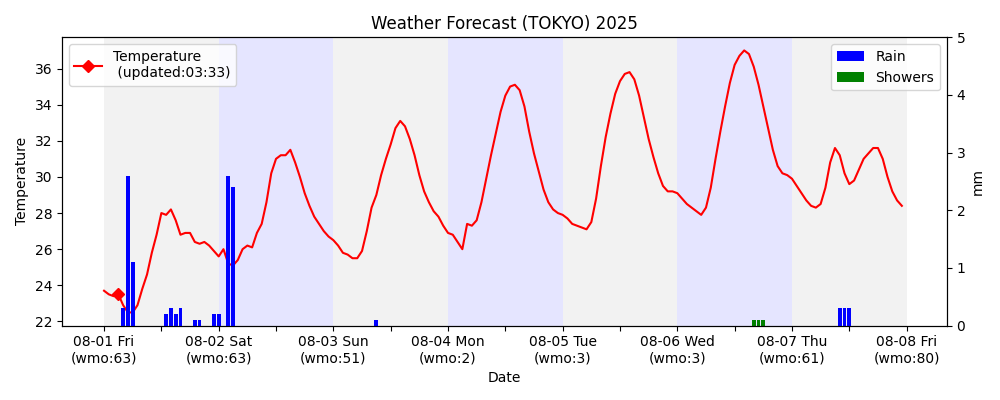 Weather Forecast (TOKYO) 2025
Temperature
(updated:03:33)
Rain
Showers
Temperature
36
34
32
30
28
26
24
22
5
4
3
2
1
0
mm
08-01 Fri
(wmo:63)
08-02 Sat
(wmo:63)
08-03 Sun
(wmo:51)
08-04 Mon
(wmo:2)
08-05 Tue
(wmo:3)
08-06 Wed
(wmo:3)
08-07 Thu
(wmo:61)
08-08 Fri
(wmo:80)
Date